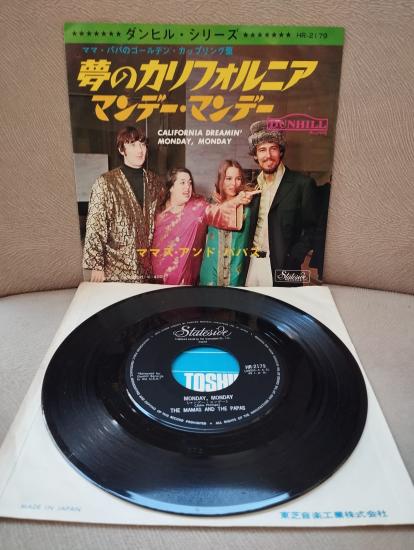 ★★★★★★★ ダンヒル・シリーズ ★★★★★★★ HR-2179
ママ・パパのゴールデン・カップリング盤
夢のカリフォルニア
マンデー・マンデー
DUNHILL
CALIFORNIA DREAMIN'
MONDAY, MONDAY
ママス・アンド・パパス
Stateside
Stateside
TOSHI
HR-2179
MONDAY, MONDAY
THE MAMAS AND THE PAPAS
MADE IN JAPAN
東芝音楽工業株式会社